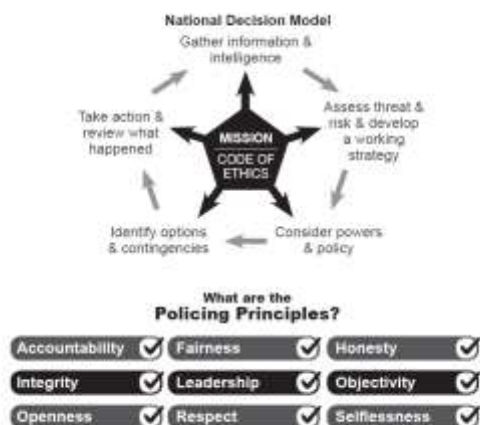 National Decision Model
Gather information &
intelligence
Assess threat &
risk & develop
a working
strategy
Consider powers
& policy
Identify options
& contingencies
Take action &
review what
happened
MISSION
CODE OF
ETHICS
What are the
Policing Principles?
Accountability
Fairness
Honesty
Integrity
Leadership
Objectivity
Openness
Respect
Selflessness